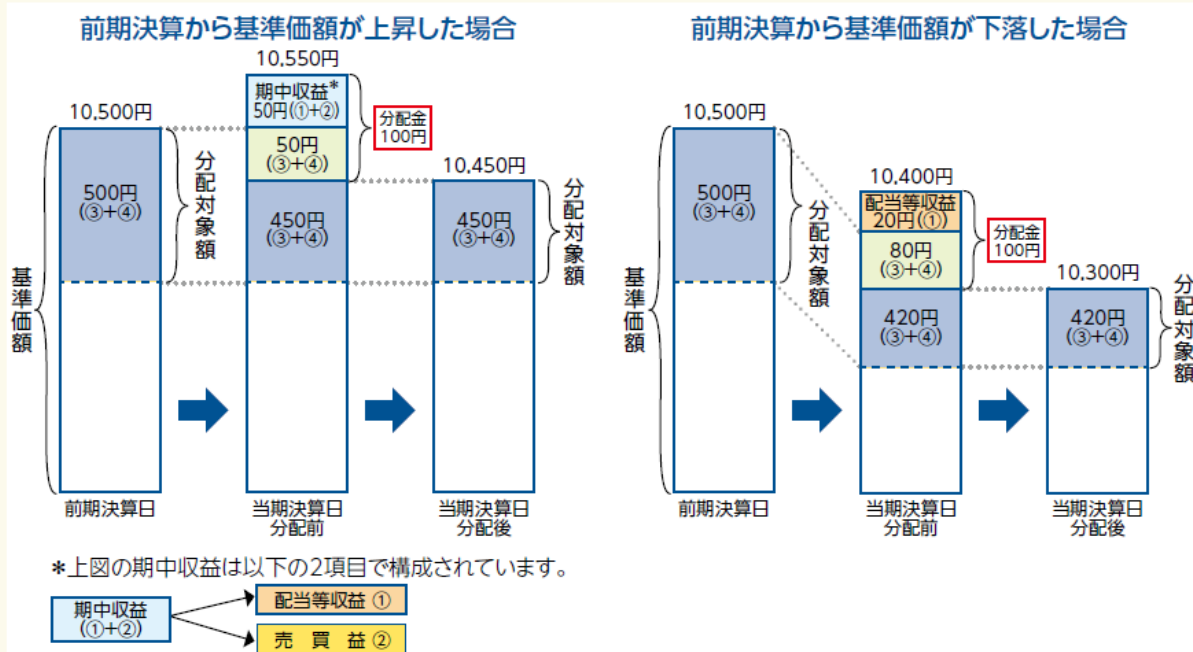 前期決算から基準価額が上昇した場合
10,550円
10,500円
期中収益*
50円(①+②)
分配金
100円
50円
(③+④)
10,450円
500円
(③+④)
分配対象額
450円
(③+④)
450円
(③+④)
分配対象額
基準価額
前期決算日
当期決算日
分配前
当期決算日
分配後
*上図の期中収益は以下の2項目で構成されています。
期中収益
(①+②)
配当等収益 ①
売 買 益 ②
前期決算から基準価額が下落した場合
10,500円
10,400円
500円
(③+④)
分配対象額
配当等収益
20円(①)
分配金
100円
80円
(③+④)
10,300円
420円
(③+④)
420円
(③+④)
分配対象額
基準価額
前期決算日
当期決算日
分配前
当期決算日
分配後